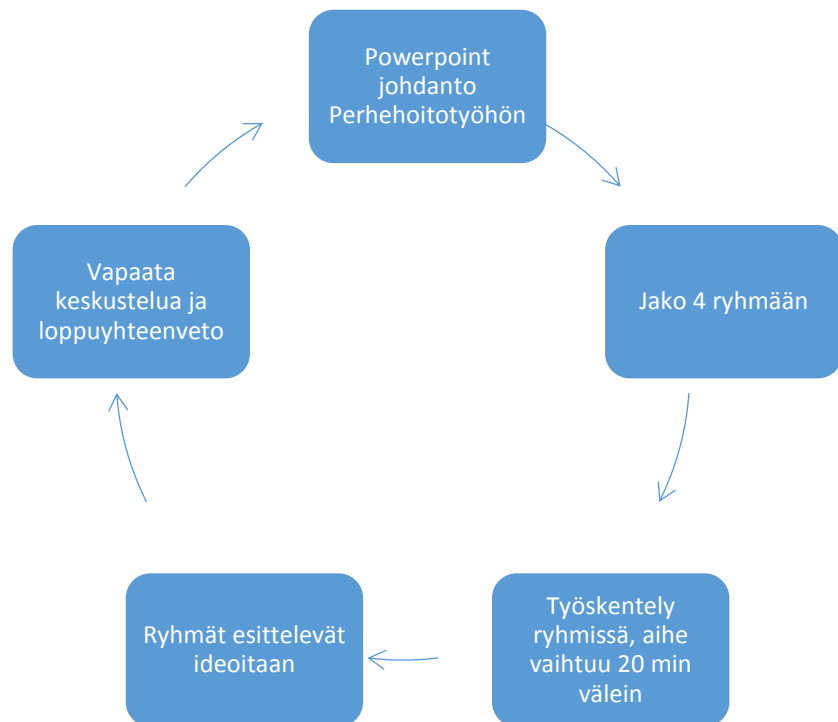 Powerpoint
johdanto
Perhehoitotyöhön
Jako 4 ryhmään
Työskentely
ryhmissä, aihe
vaihtuu 20 min
välein
Ryhmät esittelevät
ideoitaan
Vapaata
keskustelua ja
loppuyhteenveto